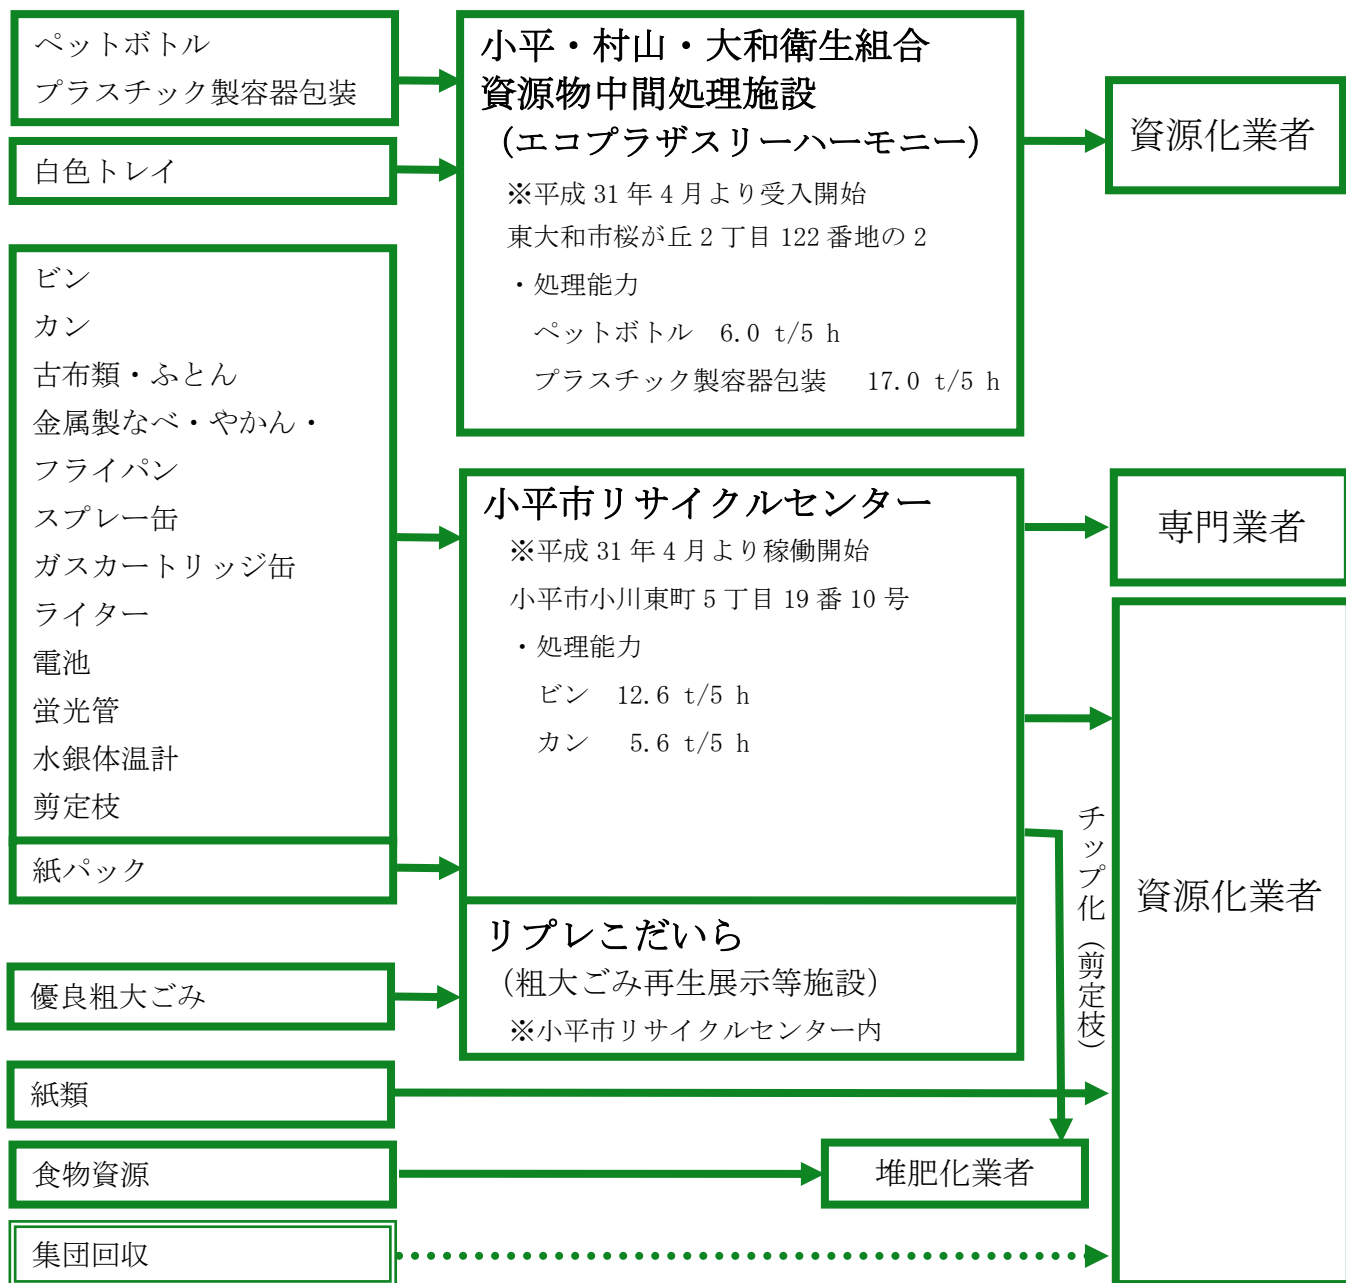 ペットボトル
プラスチック製容器包装
白色トレイ
小平・村山・大和衛生組合
資源物中間処理施設
(エコプラザスリーハーモニー)
※平成 31 年 4 月より受入開始
東大和市桜が丘 2 丁目 122 番地の 2
・処理能力
ペットボトル 6.0 t/5 h
プラスチック製容器包装 17.0 t/5 h
資源化業者
ビン
カン
古布類・ふとん
金属製なべ・やかん・
フライパン
スプレー缶
ガスカートリッジ缶
ライター
電池
蛍光管
水銀体温計
剪定枝
紙パック
小平市リサイクルセンター
※平成 31 年 4 月より稼働開始
小平市小川東町 5 丁目 19 番 10 号
・処理能力
ビン 12.6 t/5 h
カン 5.6 t/5 h
専門業者
チップ化(剪定枝)
資源化業者
優良粗大ごみ
リプレこだいら
(粗大ごみ再生展示等施設)
※小平市リサイクルセンター内
紙類
食物資源
堆肥化業者
集団回収